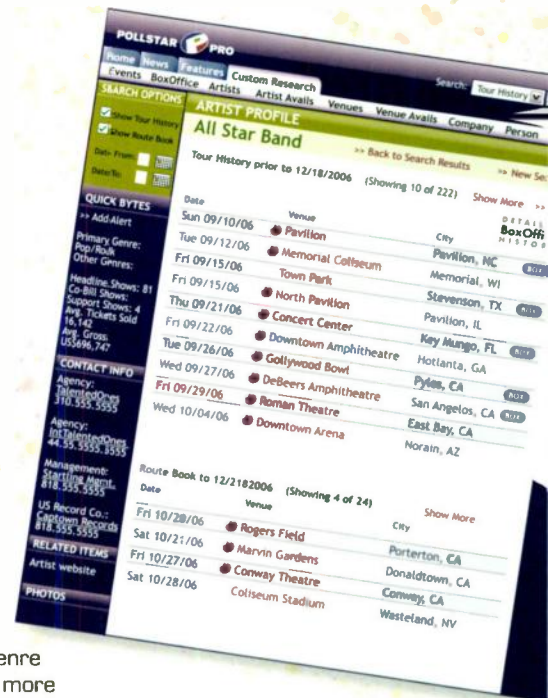 POLLSTAR PRO
Home News Features Custom Research
Search: Tour History
Events BoxOffice Artists Artist Avails Venues Venue Avails Company Person
SEARCH OPTIONS
Show Tour History
Show Route Book
Date From:
Date To:
QUICK BYTES
>> Add Alert
Primary Genre:
Pop/Rock
Other Genres:
Headline Shows: 81
Co-Bill Shows:
Support Shows: 4
Avg. Tickets Sold
16,142
Avg. Gross:
US$696,747
CONTACT INFO
Agency:
TalentedOnes
310.555.5555
Agency:
IntTalentedOnes
44.55.5555.5555
Management:
Startling Mgmt.
818.555.5555
US Record Co.:
Captown Records
818.555.5555
RELATED ITEMS
Artist website
PHOTOS
ARTIST PROFILE
All Star Band
>> Back to Search Results >> New Se
Tour History prior to 12/18/2006 (Showing 10 of 222) Show More >>
DETAIL
BoxOffi
HISTOR
Date Venue City
Sun 09/10/06 Pavilion Pavilion, NC BOX
Tue 09/12/06 Memorial Coliseum Memorial, WI
Fri 09/15/06 Town Park Stevenson, TX BOX
Fri 09/15/06 North Pavilion Pavilion, IL
Thu 09/21/06 Concert Center Key Mungo, FL BOX
Fri 09/22/06 Downtown Amphitheatre Hotlanta, GA
Tue 09/26/06 Gollywood Bowl Pyles, CA BOX
Wed 09/27/06 DeBeers Amphitheatre San Angelos, CA BOX
Fri 09/29/06 Roman Theatre East Bay, CA
Wed 10/04/06 Downtown Arena Norain, AZ
Route Book to 12/2182006 (Showing 4 of 24) Show More
Date Venue City
Fri 10/20/06 Rogers Field Porterton, CA
Sat 10/21/06 Marvin Gardens Donaldtown, CA
Fri 10/27/06 Conway Theatre Conway, CA
Sat 10/28/06 Coliseum Stadium Wasteland, NV
enre
more